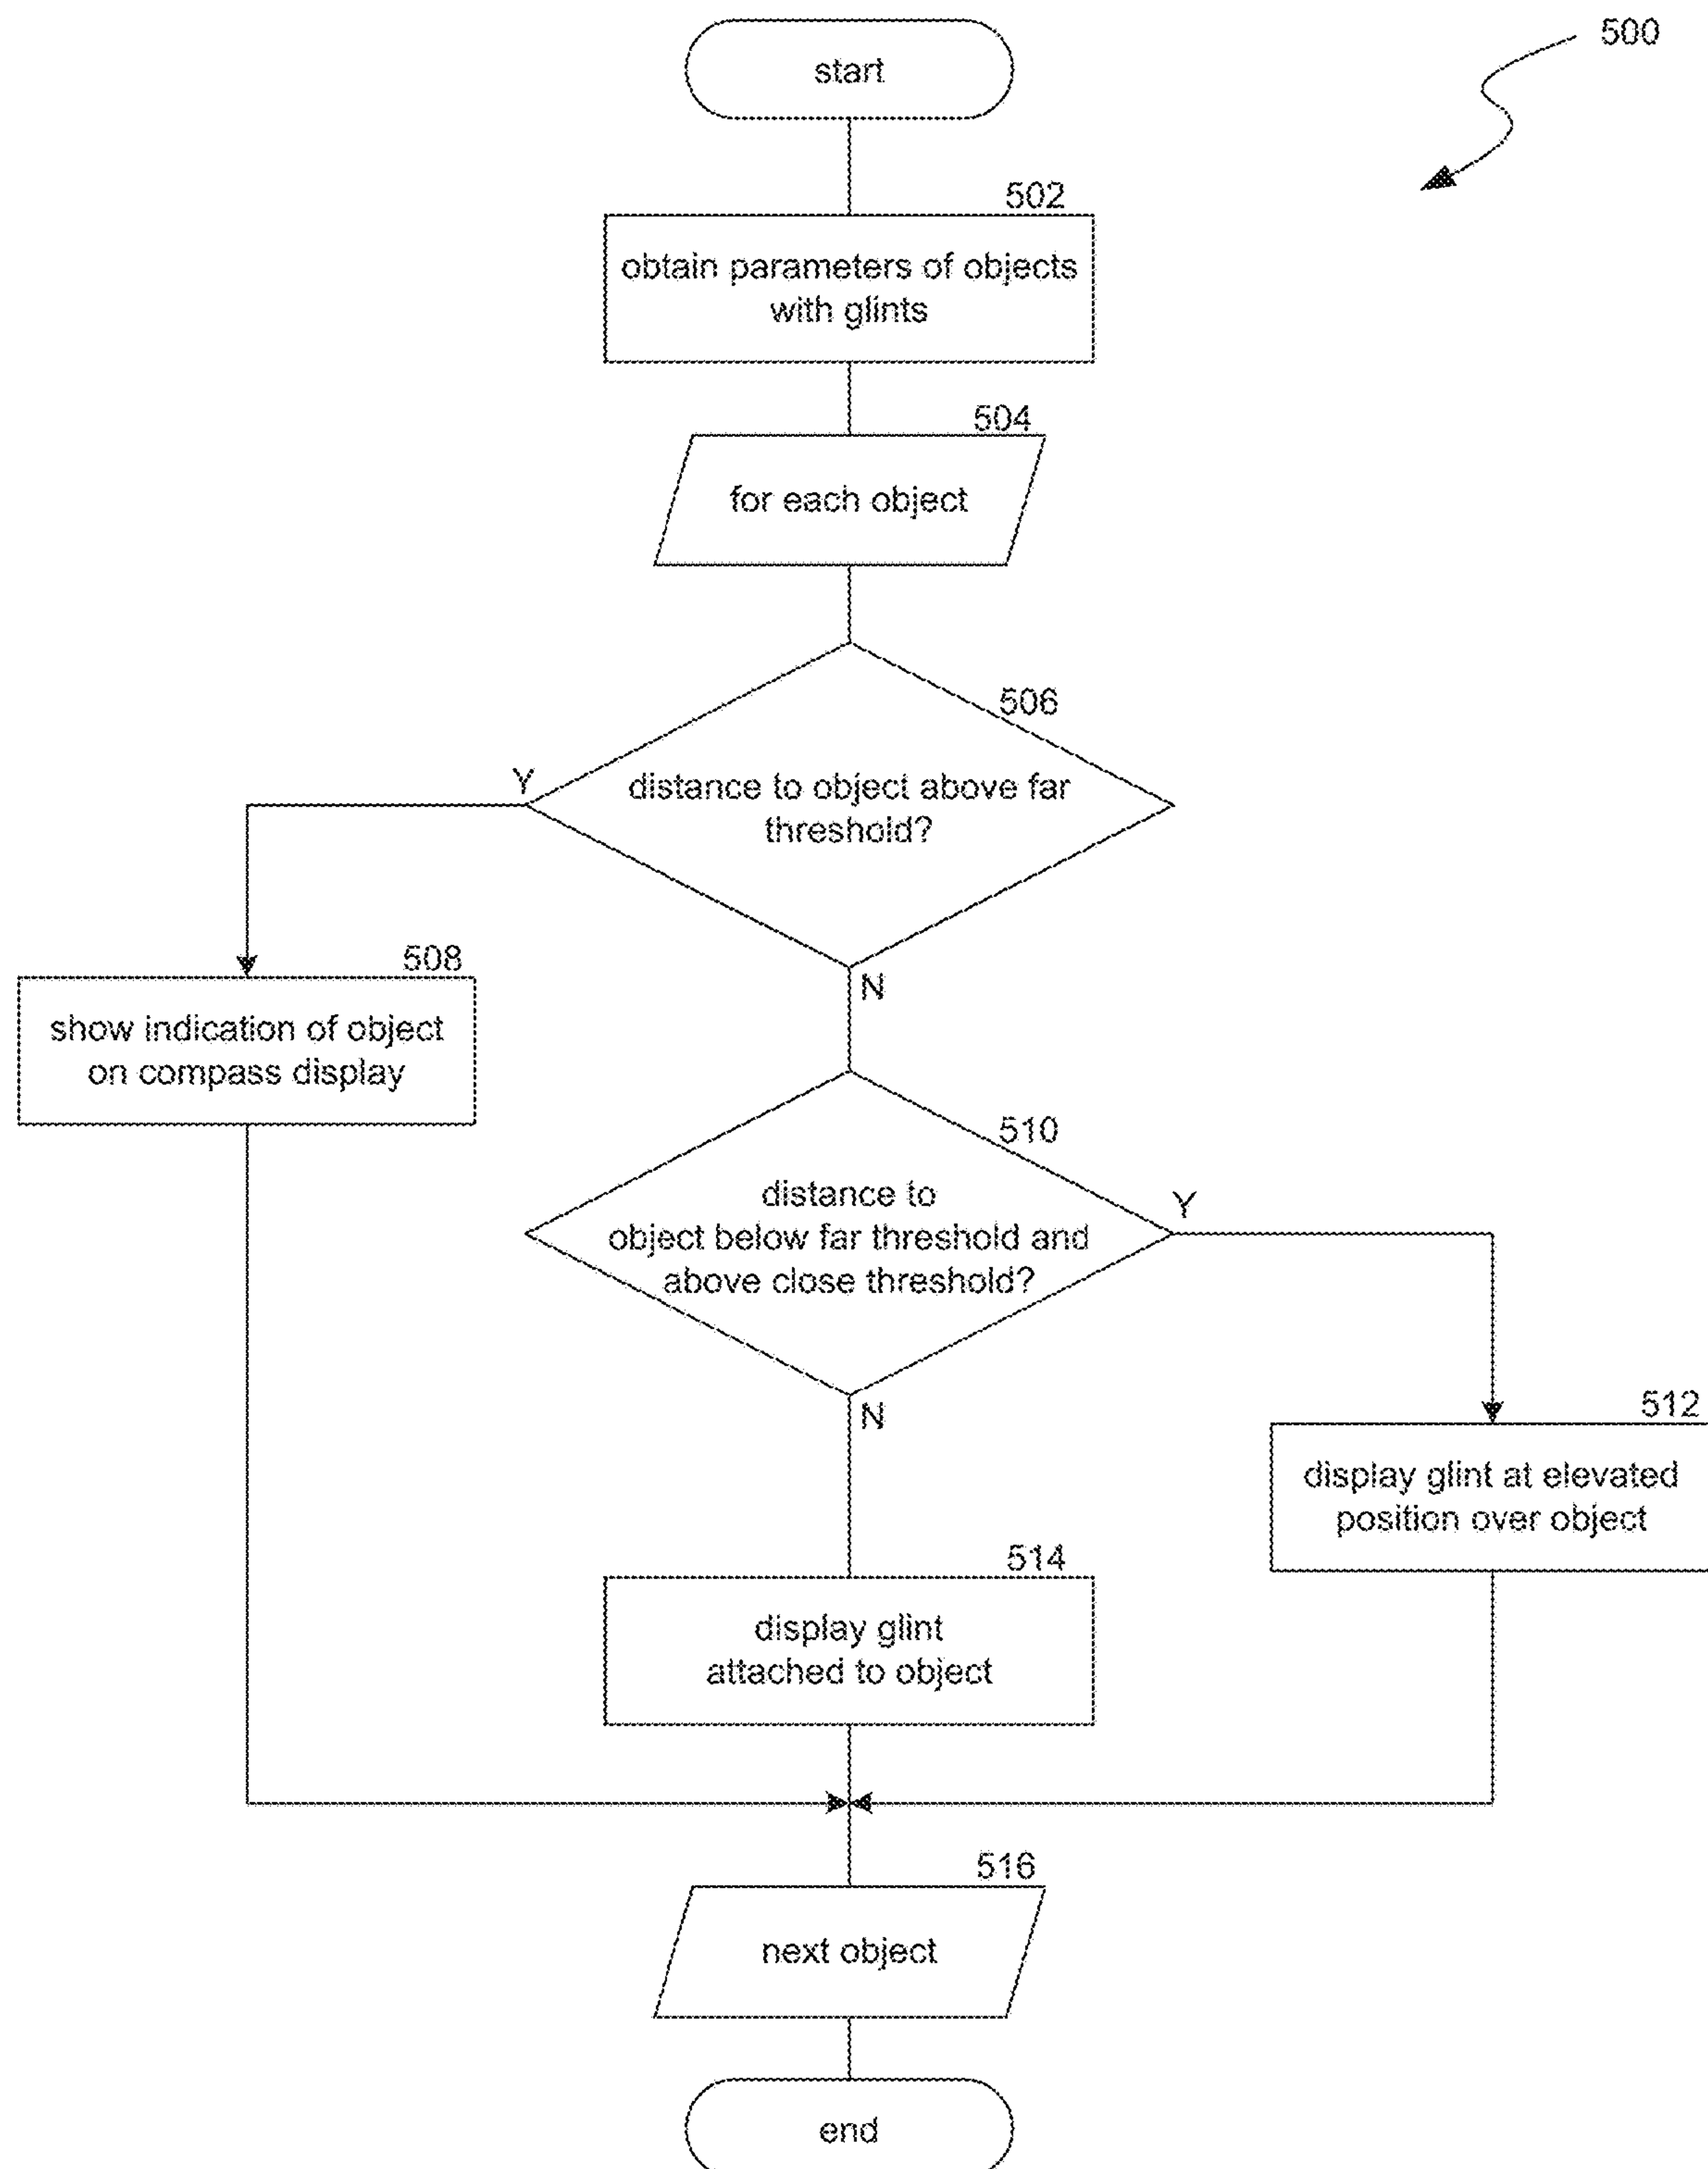 start
500
502
obtain parameters of objects
with glints
504
for each object
506
distance to object above far
threshold?
Y
N
508
show indication of object
on compass display
510
distance to
object below far threshold and
above close threshold?
Y
N
512
display glint at elevated
position over object
514
display glint
attached to object
516
next object
end